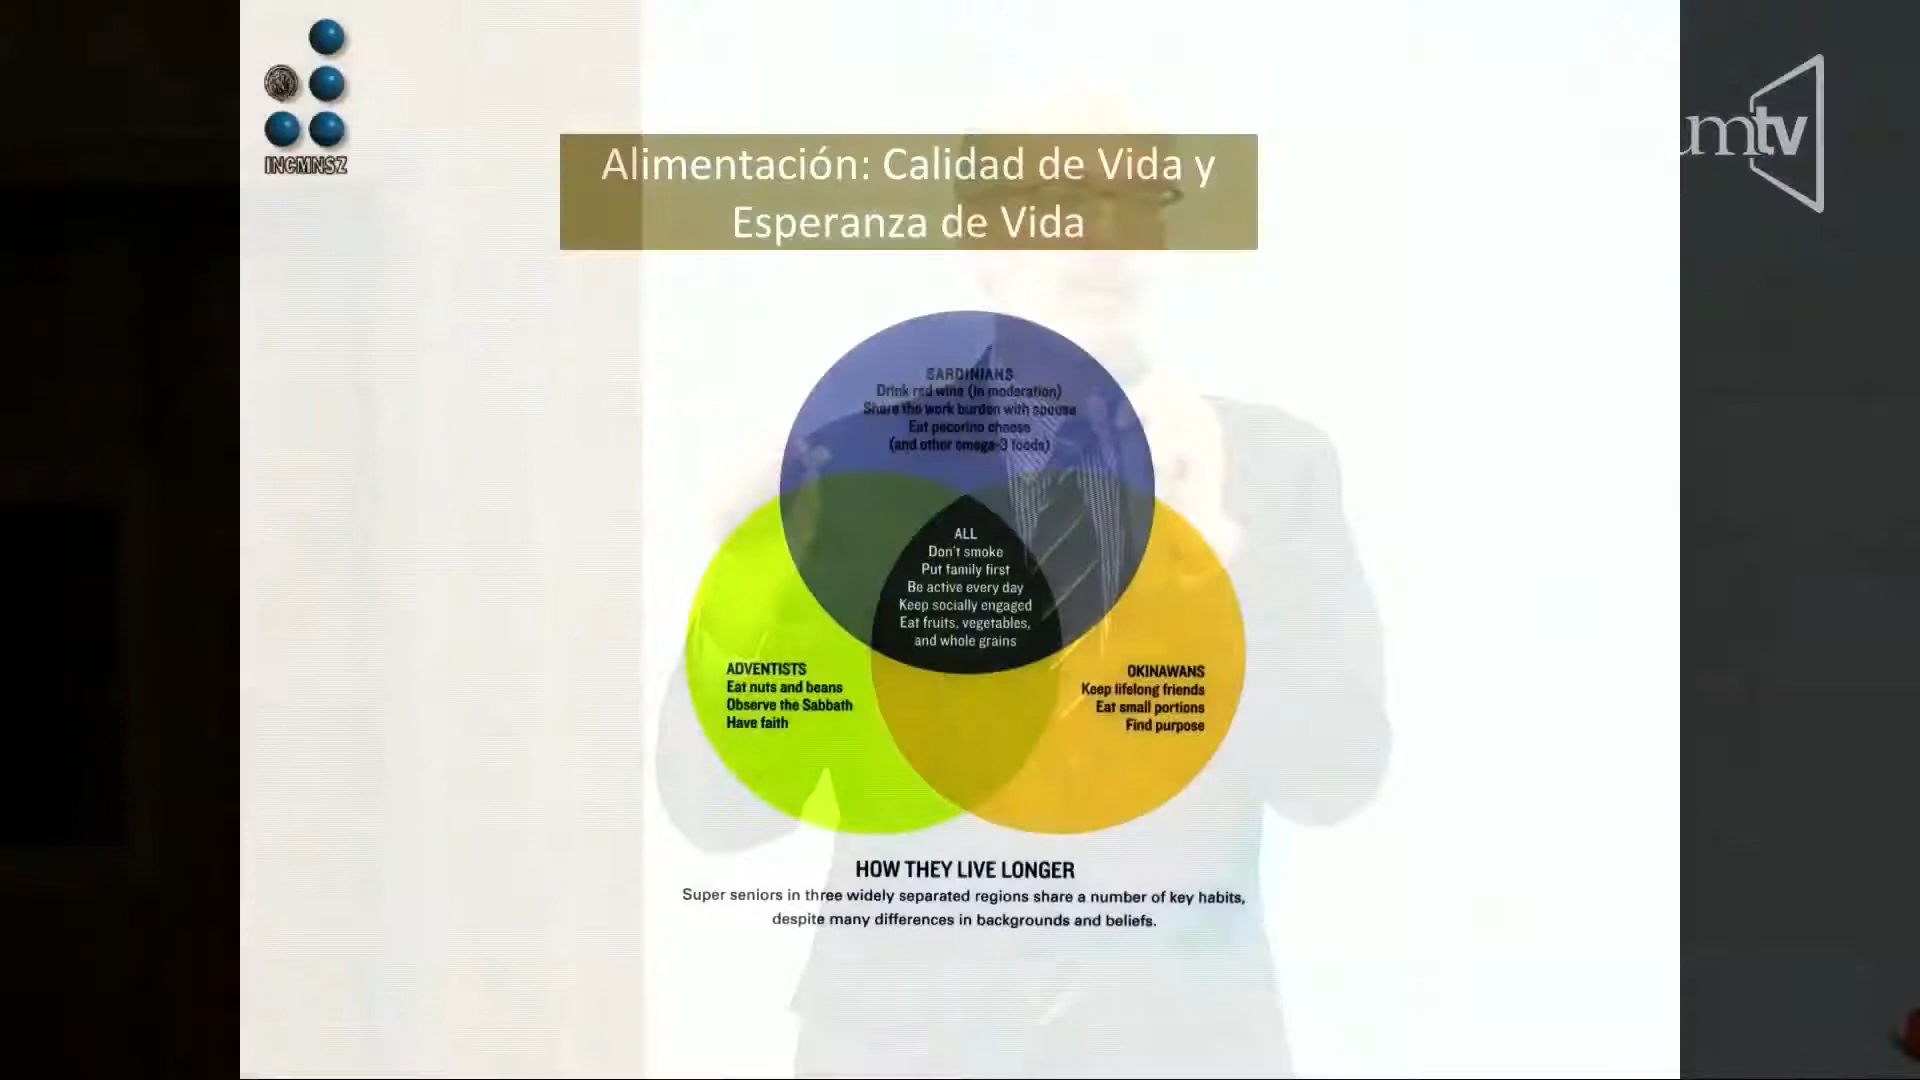 INCMNSZ
umtv
Alimentación: Calidad de Vida y
Esperanza de Vida
SARDINIANS
Drink red wine (in moderation)
Share the work burden with spouse
Eat pecorino cheese
(and other omega-3 foods)
ALL
Don't smoke
Put family first
Be active every day
Keep socially engaged
Eat fruits, vegetables,
and whole grains
ADVENTISTS
Eat nuts and beans
Observe the Sabbath
Have faith
OKINAWANS
Keep lifelong friends
Eat small portions
Find purpose
HOW THEY LIVE LONGER
Super seniors in three widely separated regions share a number of key habits,
despite many differences in backgrounds and beliefs.